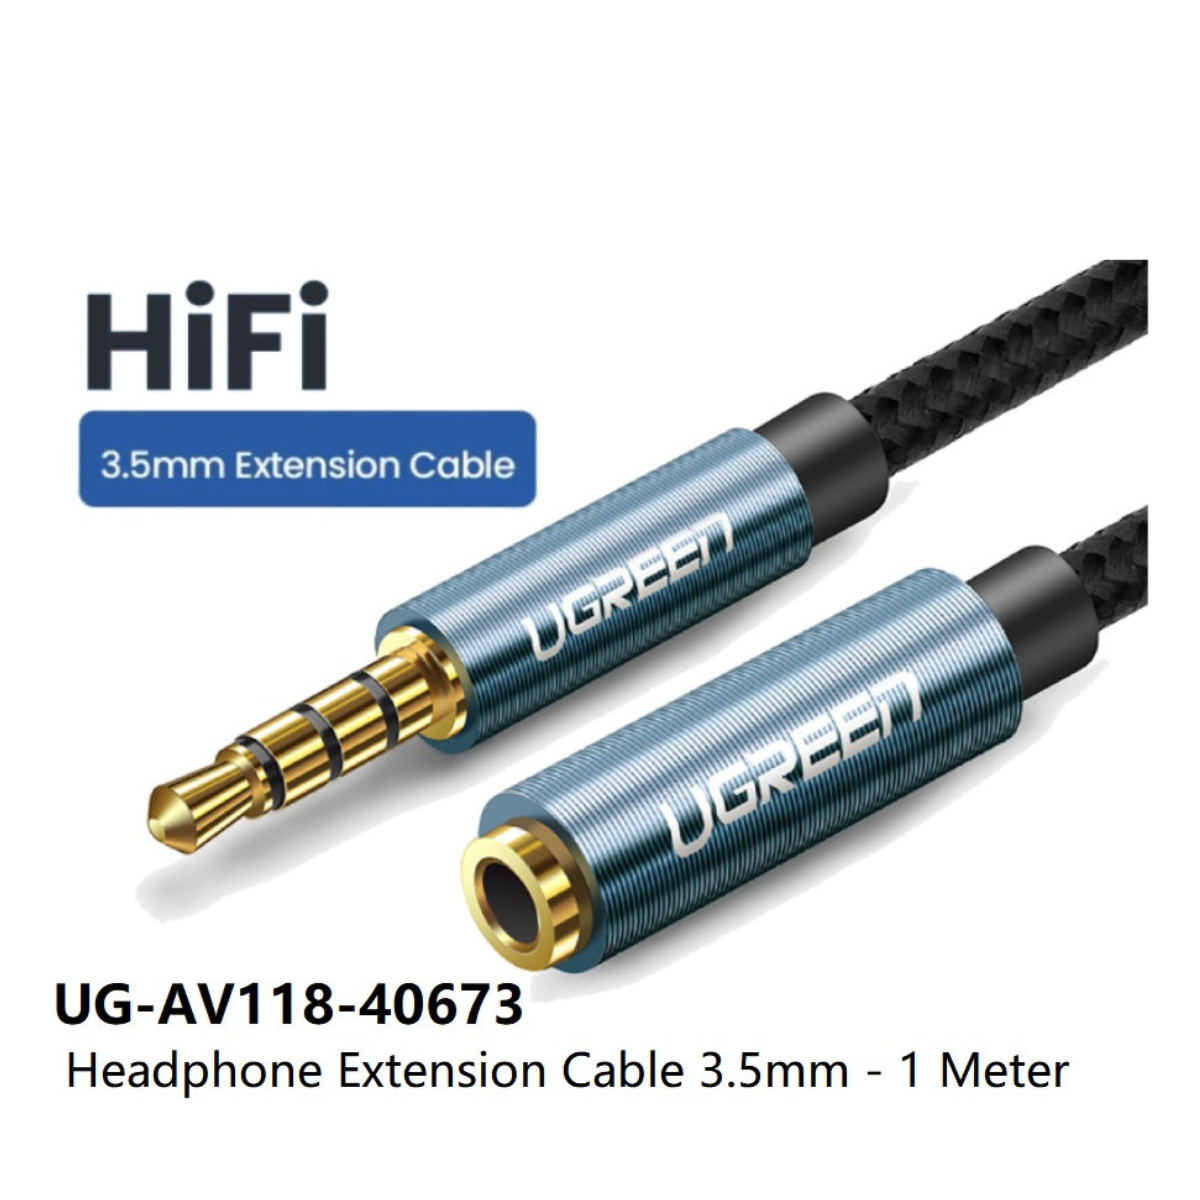 HiFi
3.5mm Extension Cable
UGREEN
UGREEN
UG-AV118-40673
Headphone Extension Cable 3.5mm - 1 Meter